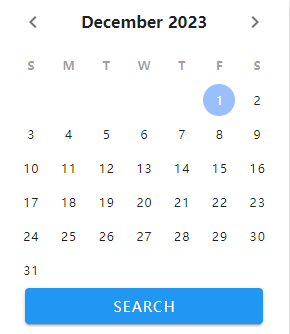 December 2023
S M T W T F S
1 2
3 4 5 6 7 8 9
10 11 12 13 14 15 16
17 18 19 20 21 22 23
24 25 26 27 28 29 30
31
SEARCH